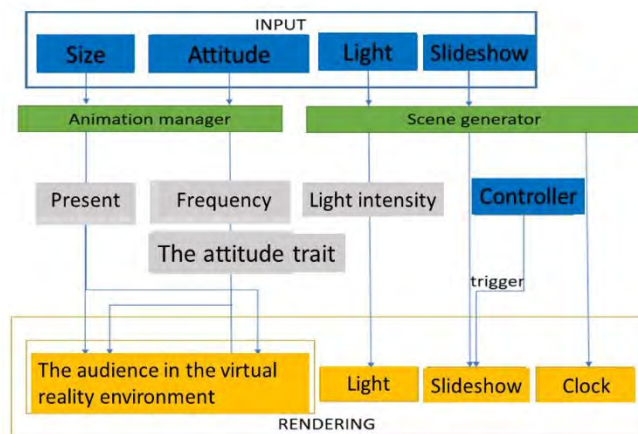 INPUT
Size
Attitude
Light
Slideshow
Animation manager
Scene generator
Present
Frequency
Light intensity
Controller
The attitude trait
trigger
The audience in the virtual
reality environment
Light
Slideshow
Clock
RENDERING